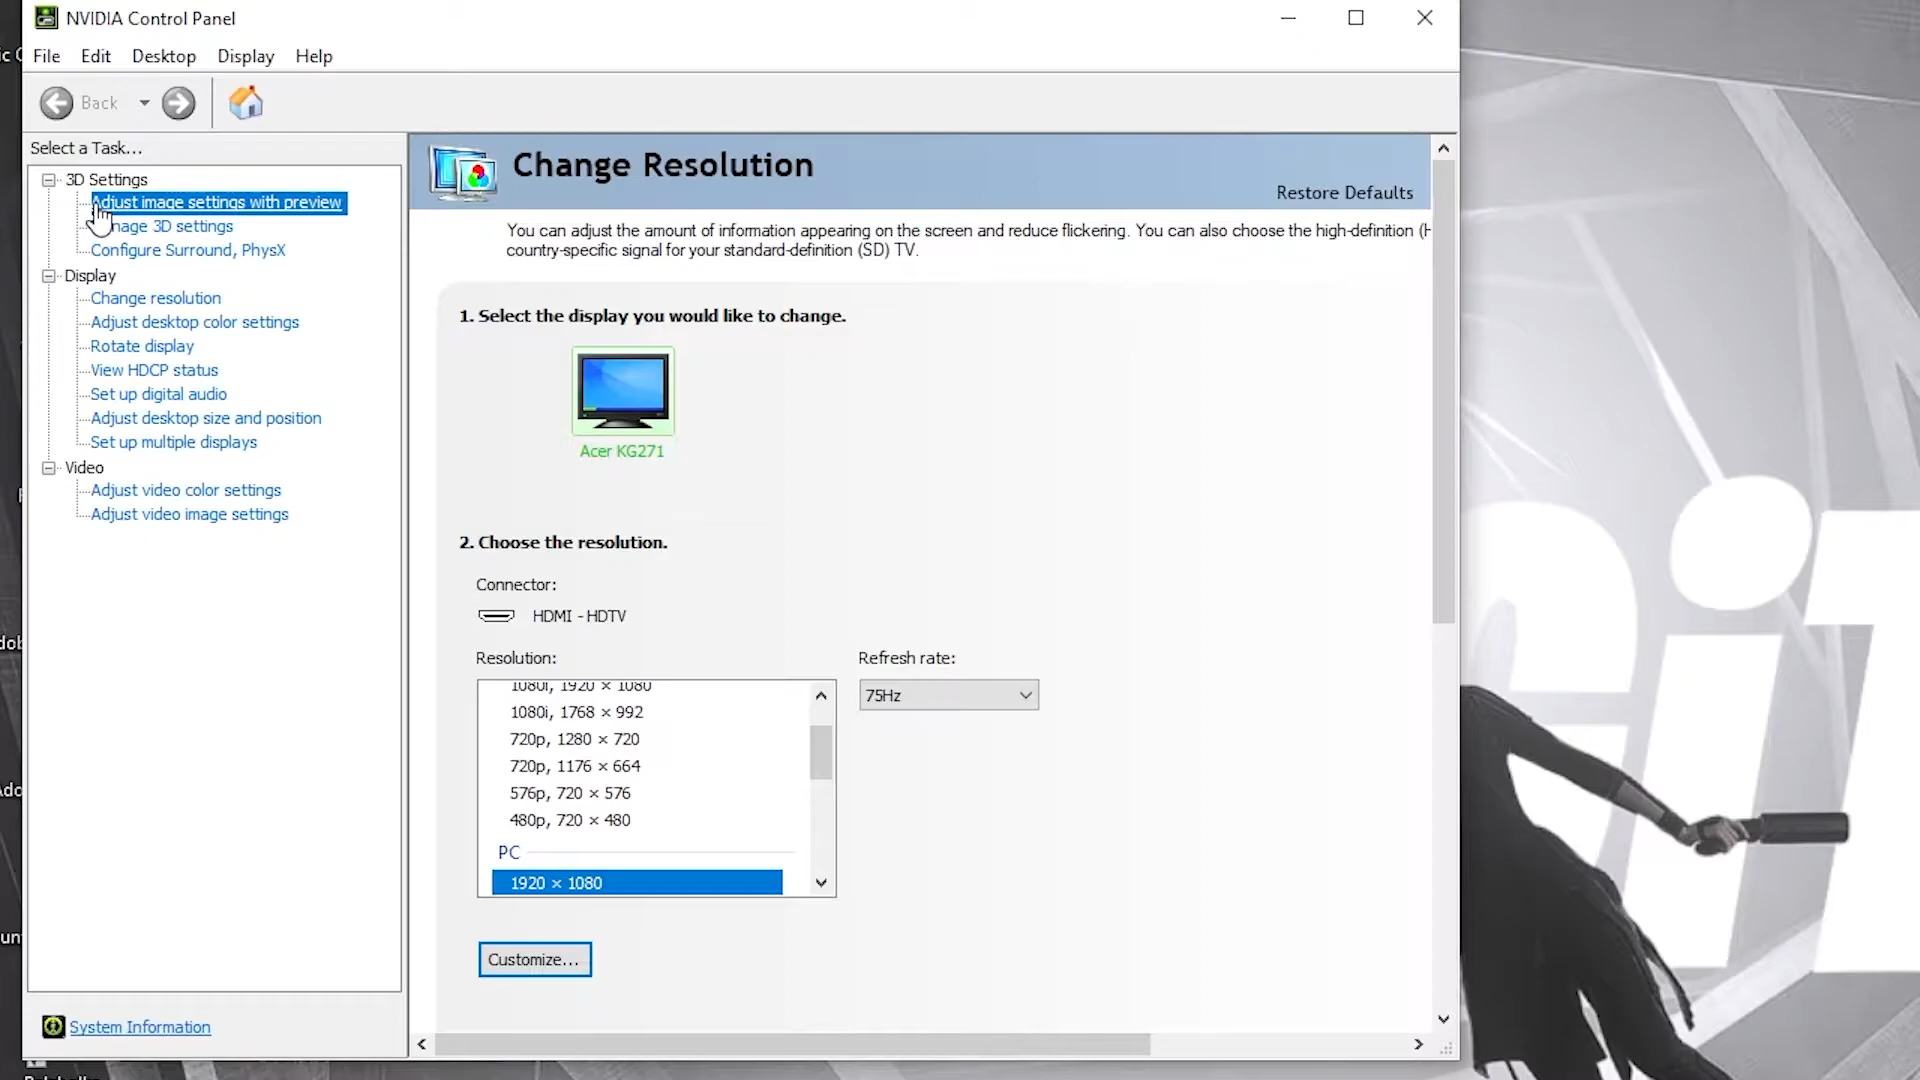 NVIDIA Control Panel
File Edit Desktop Display Help
Back
Select a Task...
3D Settings
Adjust image settings with preview
nage 3D settings
Configure Surround, PhysX
Display
Change resolution
Adjust desktop color settings
Rotate display
View HDCP status
Set up digital audio
Adjust desktop size and position
Set up multiple displays
Video
Adjust video color settings
Adjust video image settings
System Information
Change Resolution
Restore Defaults
You can adjust the amount of information appearing on the screen and reduce flickering. You can also choose the high-definition (H
country-specific signal for your standard-definition (SD) TV.
1. Select the display you would like to change.
Acer KG271
2. Choose the resolution.
Connector:
HDMI - HDTV
Resolution:
1080i, 1920 × 1080
1080i, 1768 × 992
720p, 1280 × 720
720p, 1176 × 664
576p, 720 × 576
480p, 720 × 480
PC
1920 × 1080
Refresh rate:
75Hz
Customize...